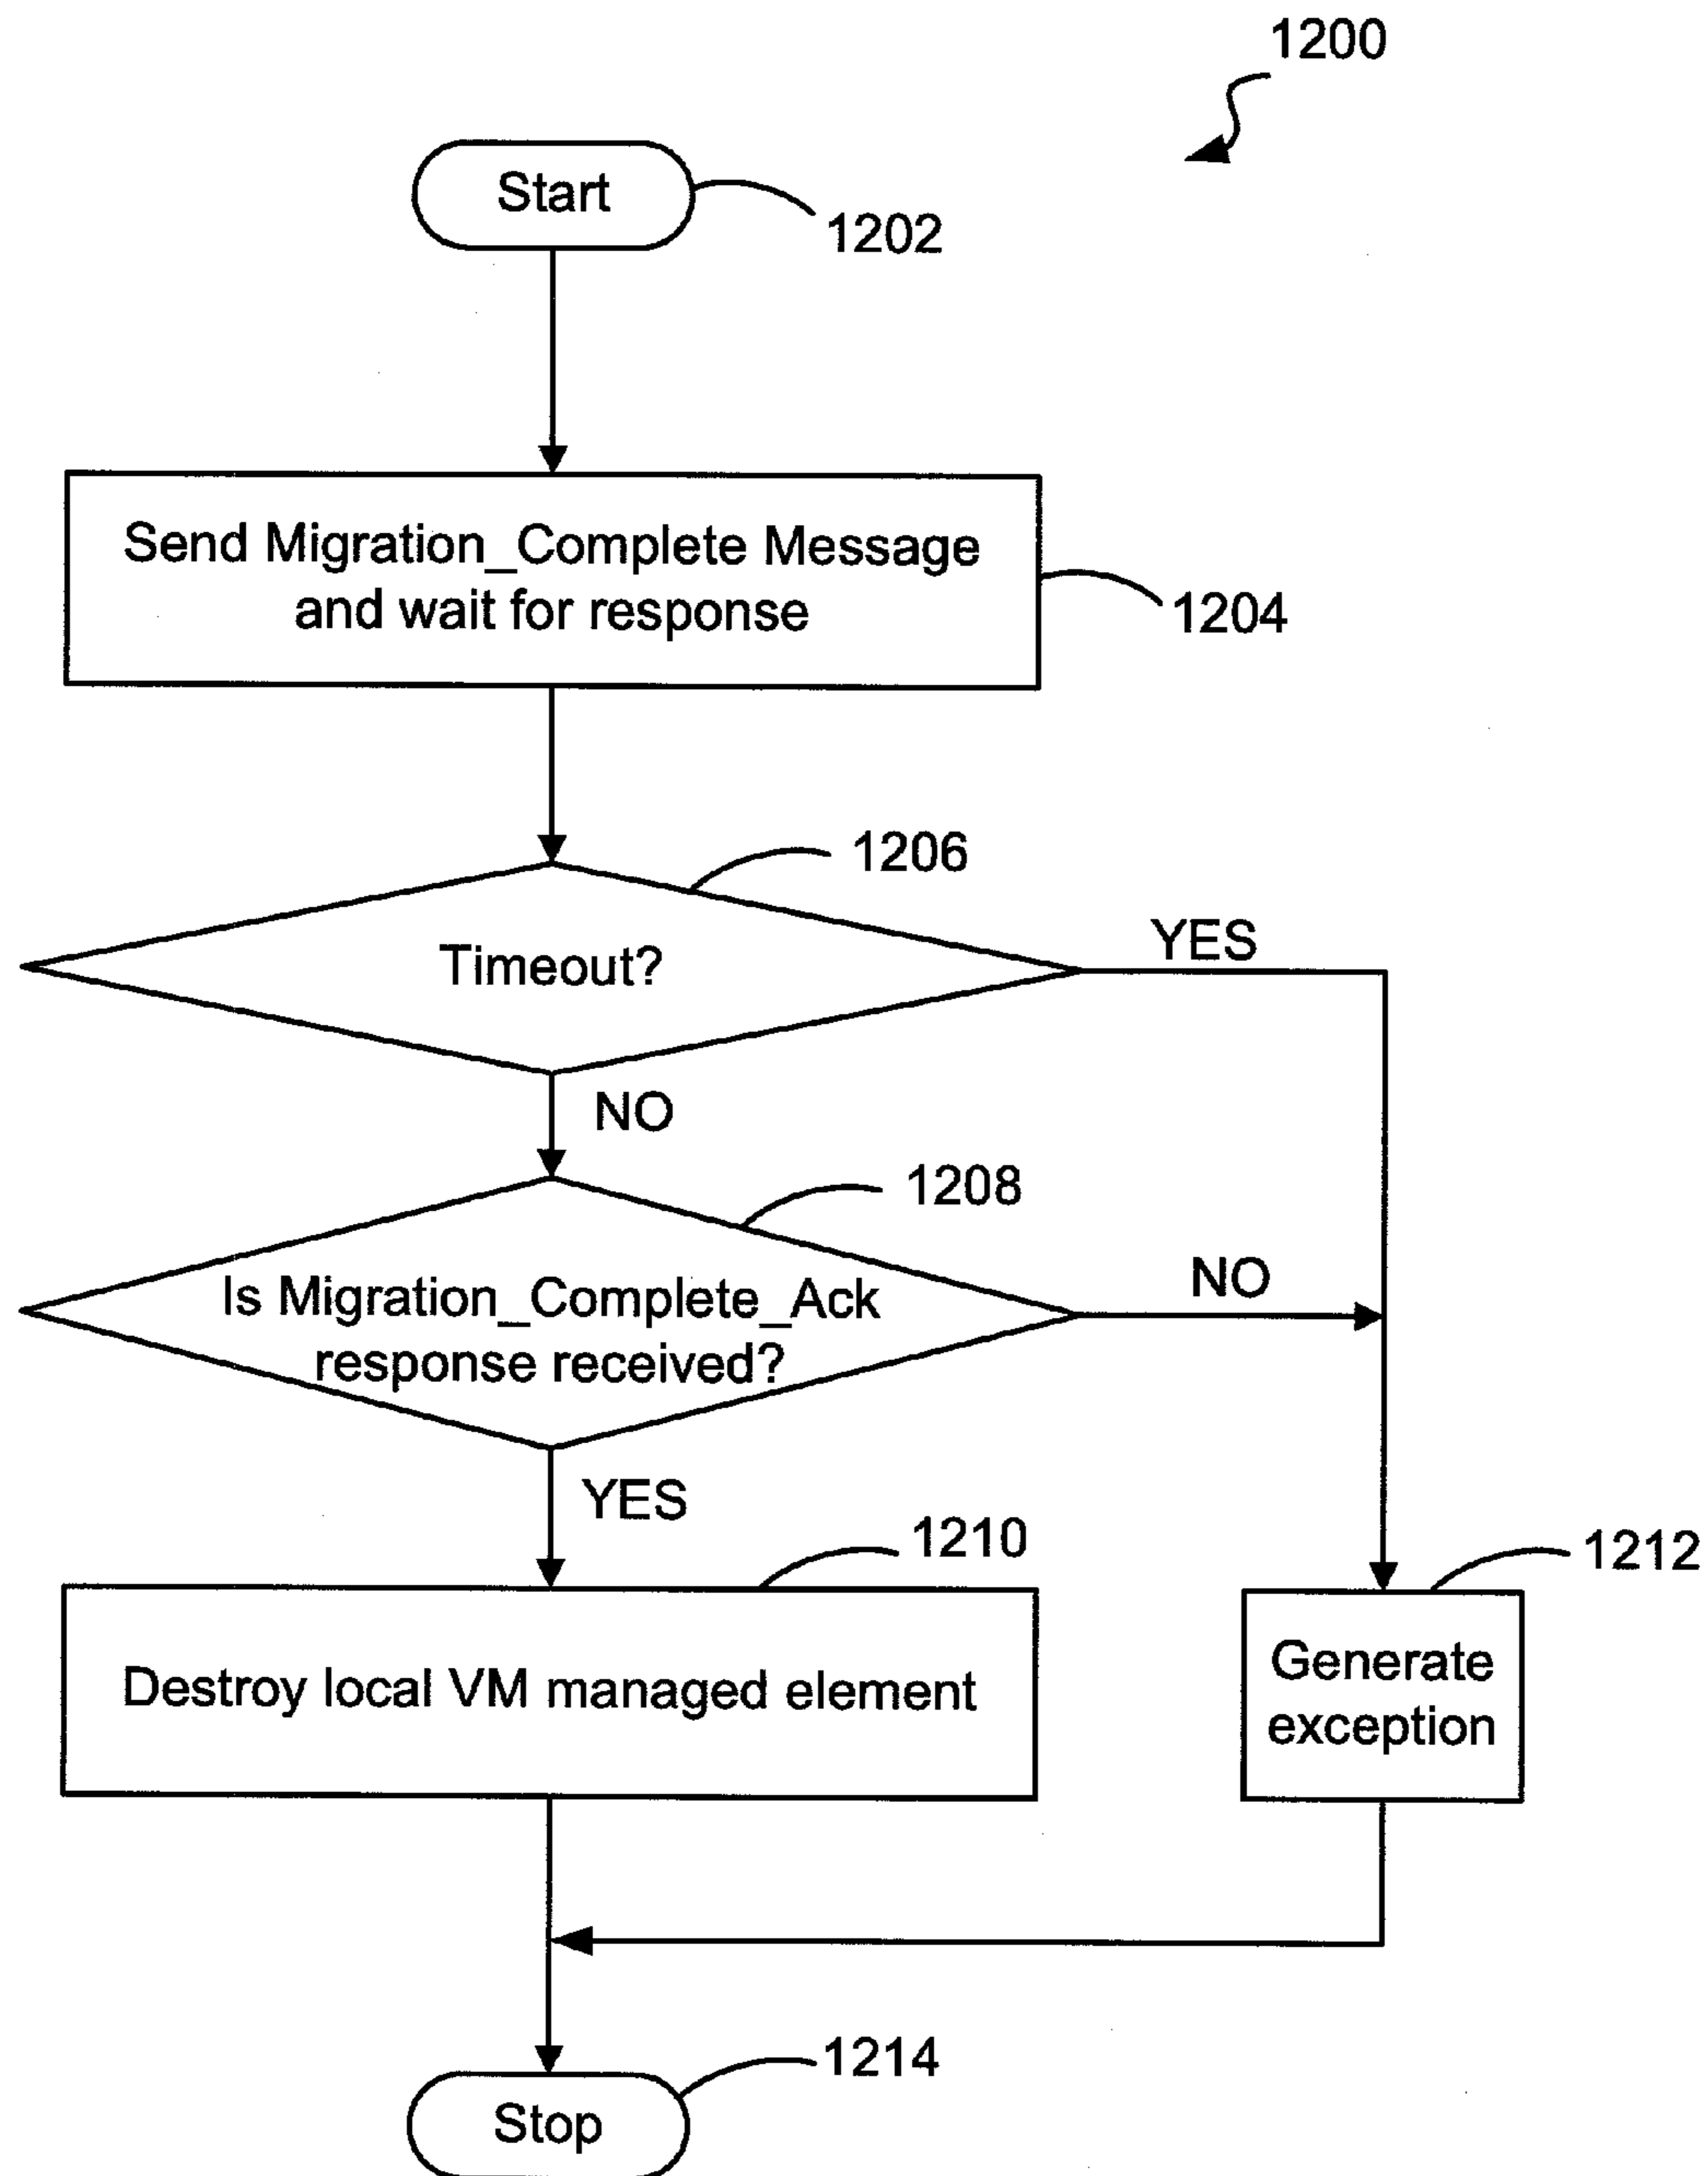 1200
Start
1202
Send Migration_Complete Message
and wait for response
1204
1206
Timeout?
YES
NO
1208
Is Migration_Complete_Ack
response received?
NO
YES
1210
1212
Destroy local VM managed element
Generate
exception
1214
Stop